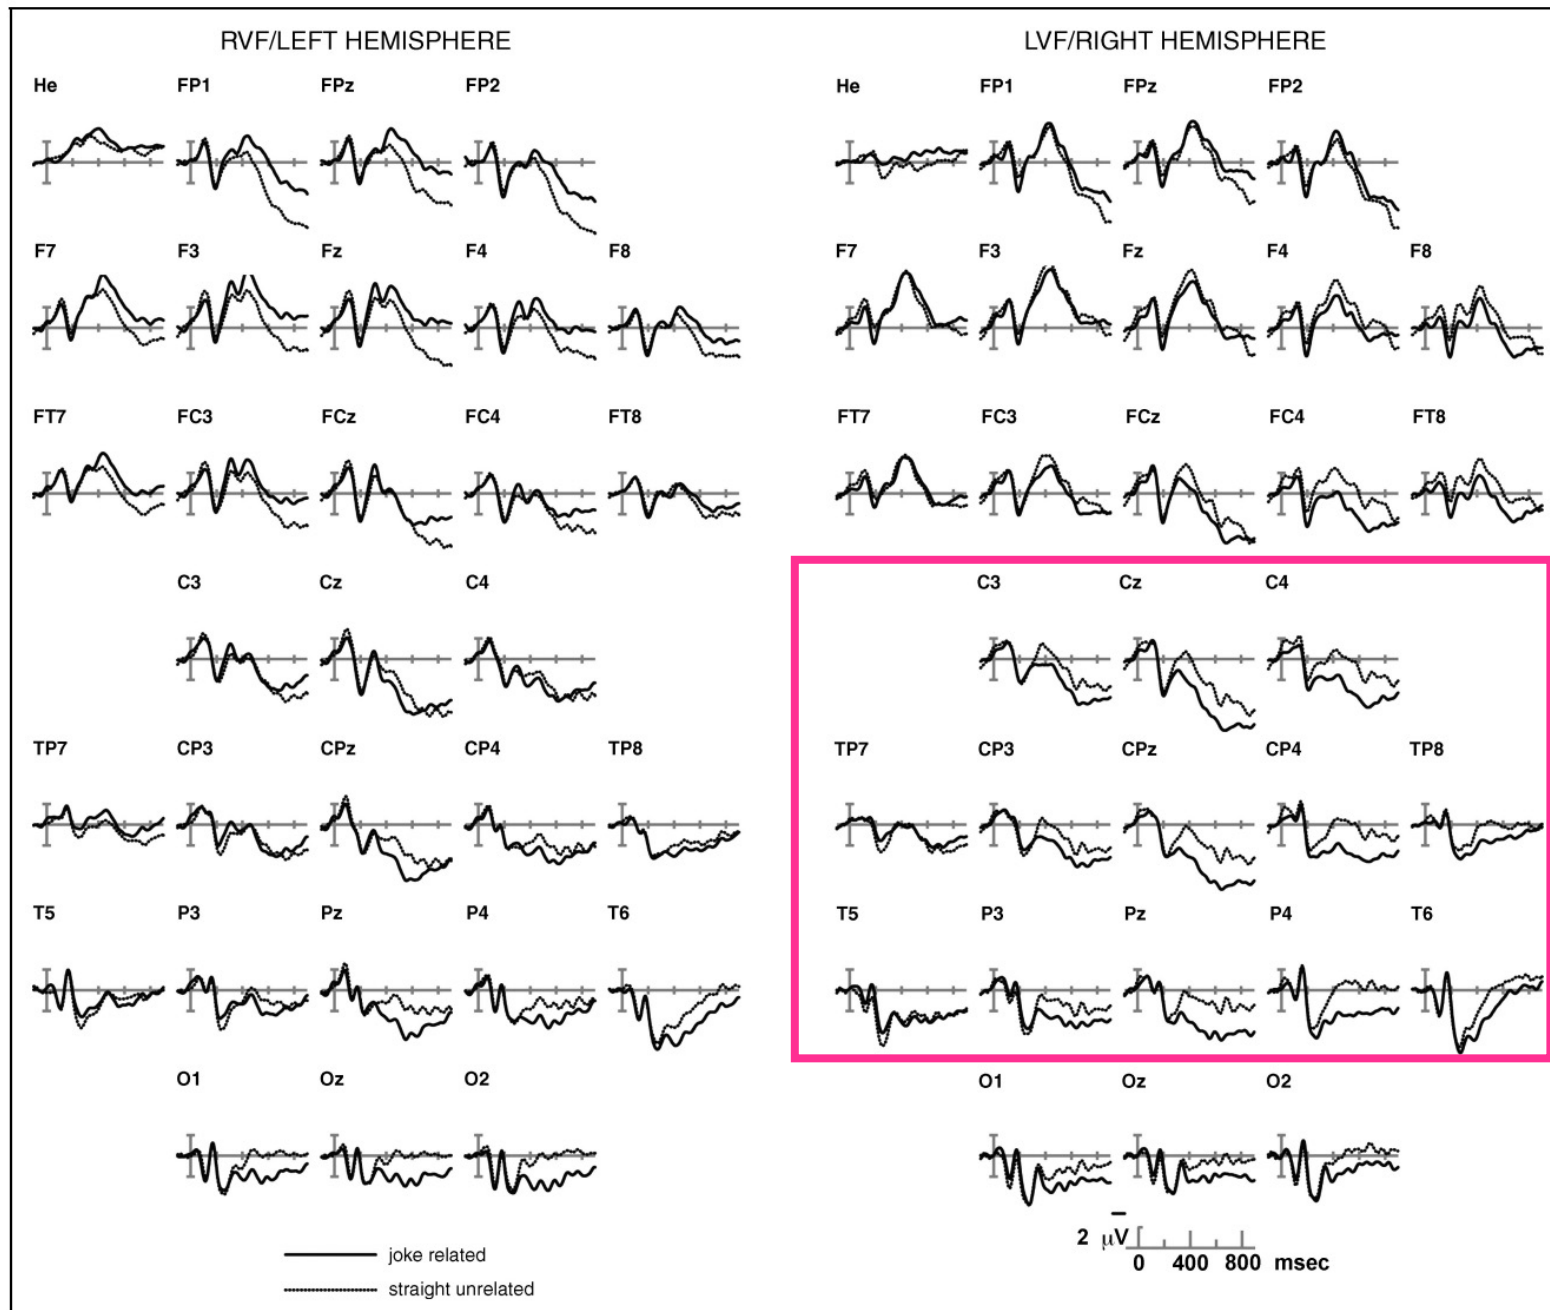 RVF/LEFT HEMISPHERE LVF/RIGHT HEMISPHERE
He FP1 FPz FP2 He FP1 FPz FP2
F7 F3 Fz F4 F8 F7 F3 Fz F4 F8
FT7 FC3 FCz FC4 FT8 FT7 FC3 FCz FC4 FT8
C3 Cz C4 C3 Cz C4
TP7 CP3 CPz CP4 TP8 TP7 CP3 CPz CP4 TP8
T5 P3 Pz P4 T6 T5 P3 Pz P4 T6
O1 Oz O2 O1 Oz O2
2 μV
0 400 800 msec
joke related
straight unrelated